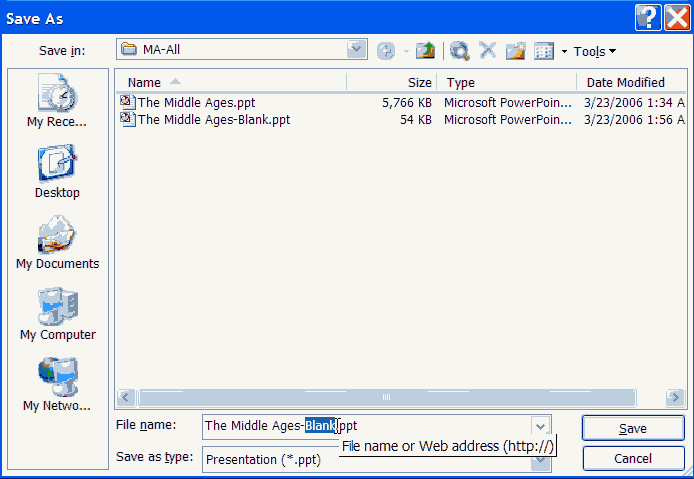 Save As
Save in: MA-All Tools
Name Size Type Date Modified
The Middle Ages.ppt 5,766 KB Microsoft PowerPoin... 3/23/2006 1:34 A
The Middle Ages-Blank.ppt 54 KB Microsoft PowerPoin... 3/23/2006 1:56 A
My Rece...
Desktop
My Documents
My Computer
My Netwo...
File name: The Middle Ages-Blank.ppt Save
File name or Web address (http://)
Save as type: Presentation (*.ppt) Cancel